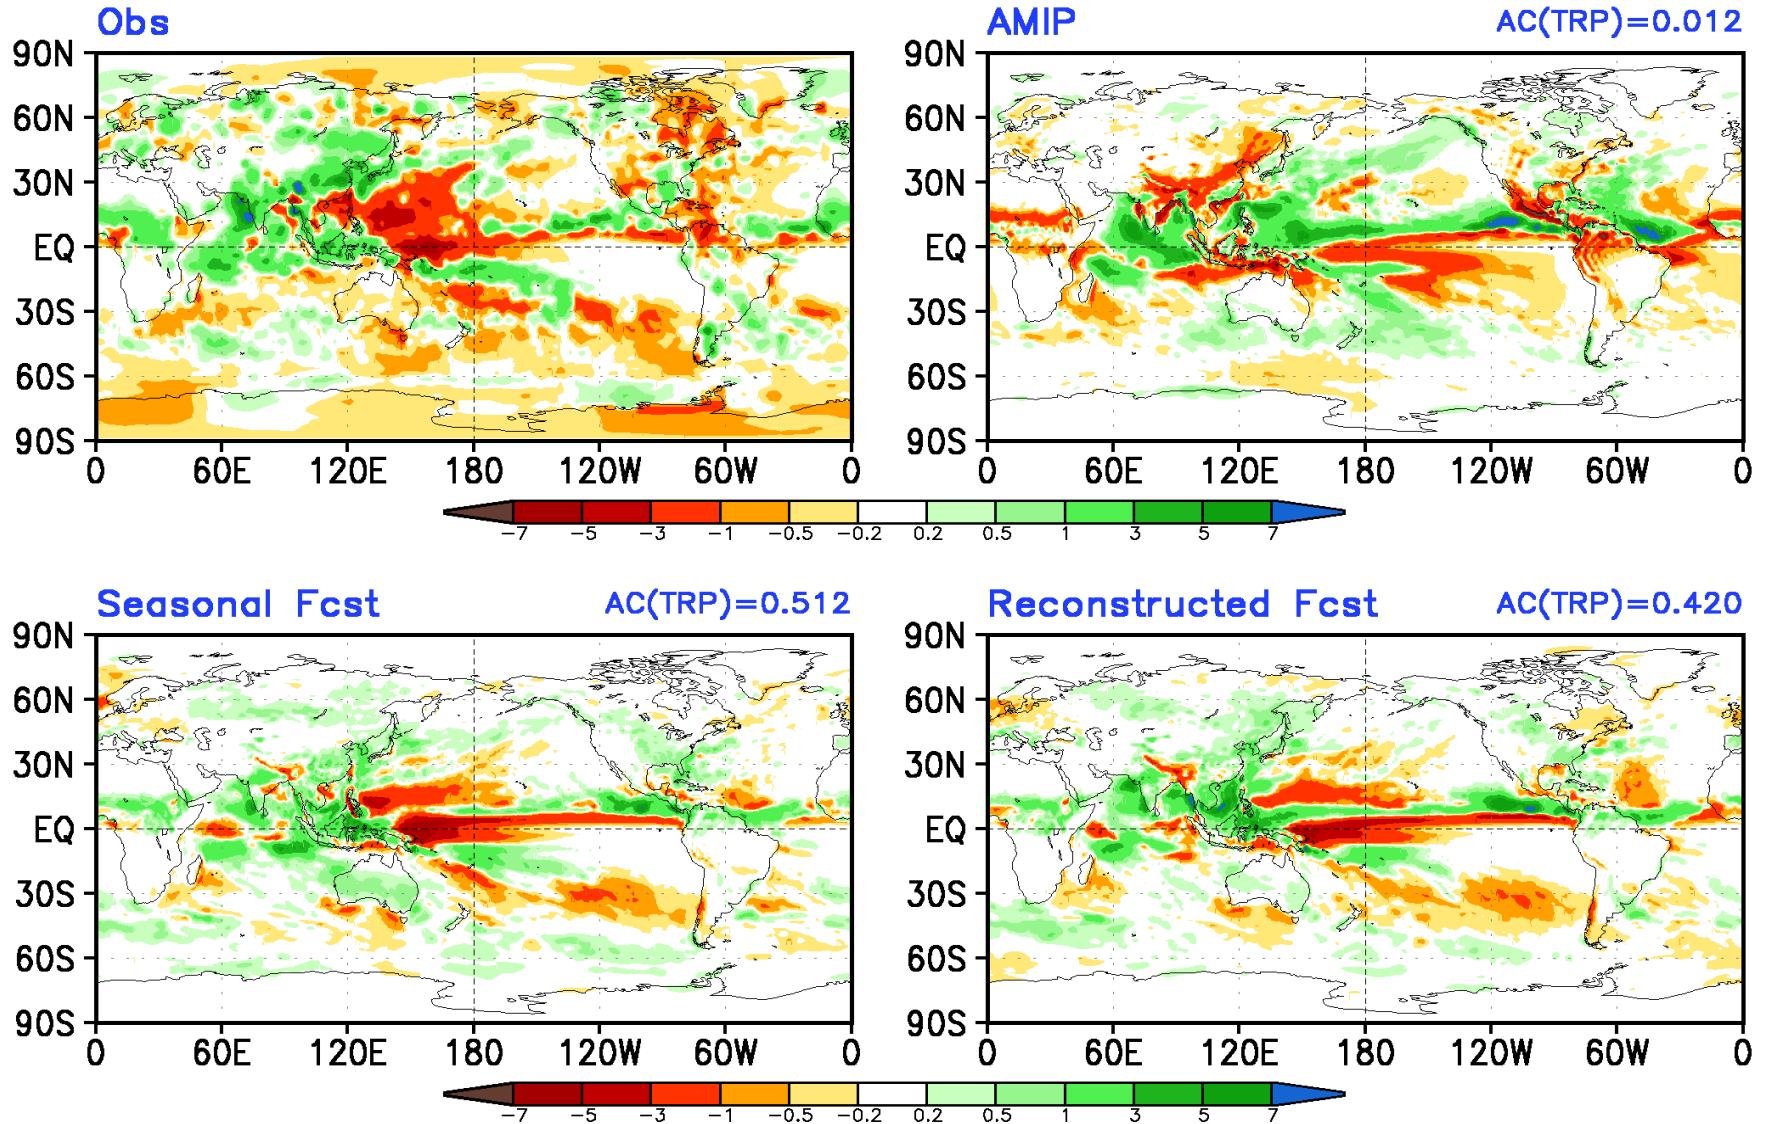 Obs
AMIP AC(TRP)=0.012
90N 90N
60N 60N
30N 30N
EQ EQ
30S 30S
60S 60S
90S 90S
0 60E 120E 180 120W 60W 0 0 60E 120E 180 120W 60W 0
-7 -5 -3 -1 -0.5 -0.2 0.2 0.5 1 3 5 7
Seasonal Fcst AC(TRP)=0.512
Reconstructed Fcst AC(TRP)=0.420
90N 90N
60N 60N
30N 30N
EQ EQ
30S 30S
60S 60S
90S 90S
0 60E 120E 180 120W 60W 0 0 60E 120E 180 120W 60W 0
-7 -5 -3 -1 -0.5 -0.2 0.2 0.5 1 3 5 7